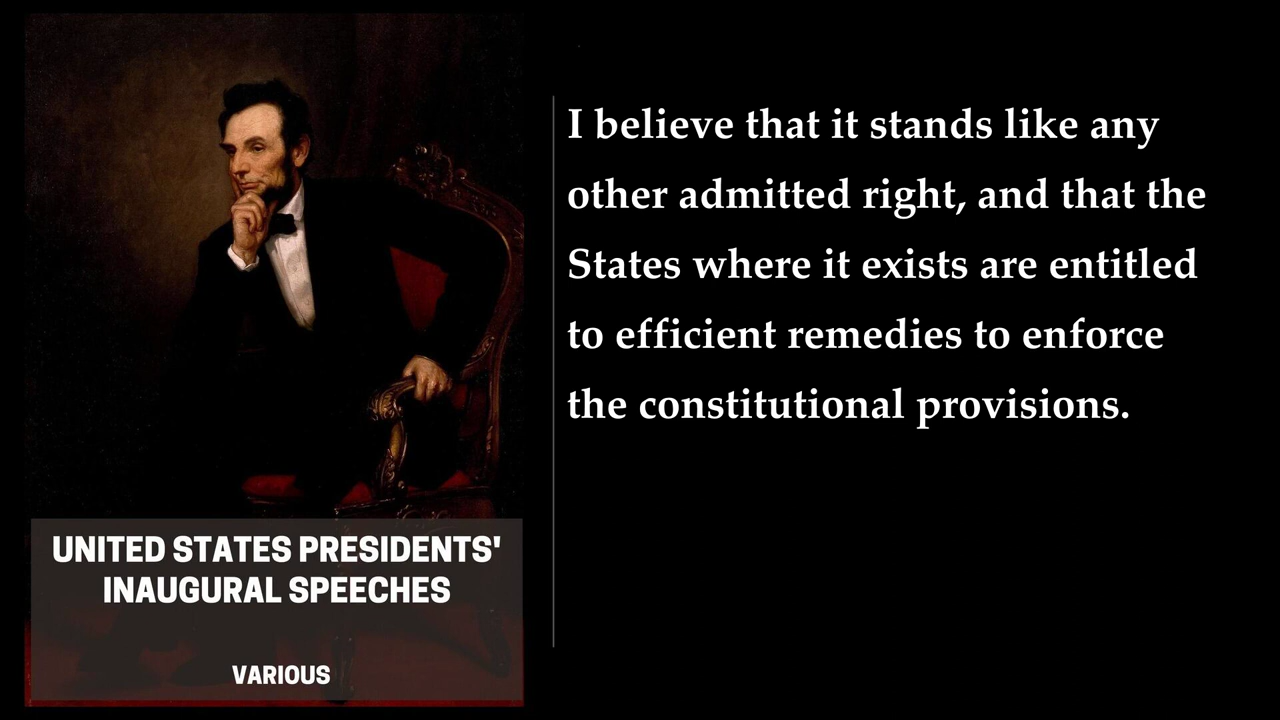 I believe that it stands like any
other admitted right, and that the
States where it exists are entitled
to efficient remedies to enforce
the constitutional provisions.
UNITED STATES PRESIDENTS'
INAUGURAL SPEECHES
VARIOUS